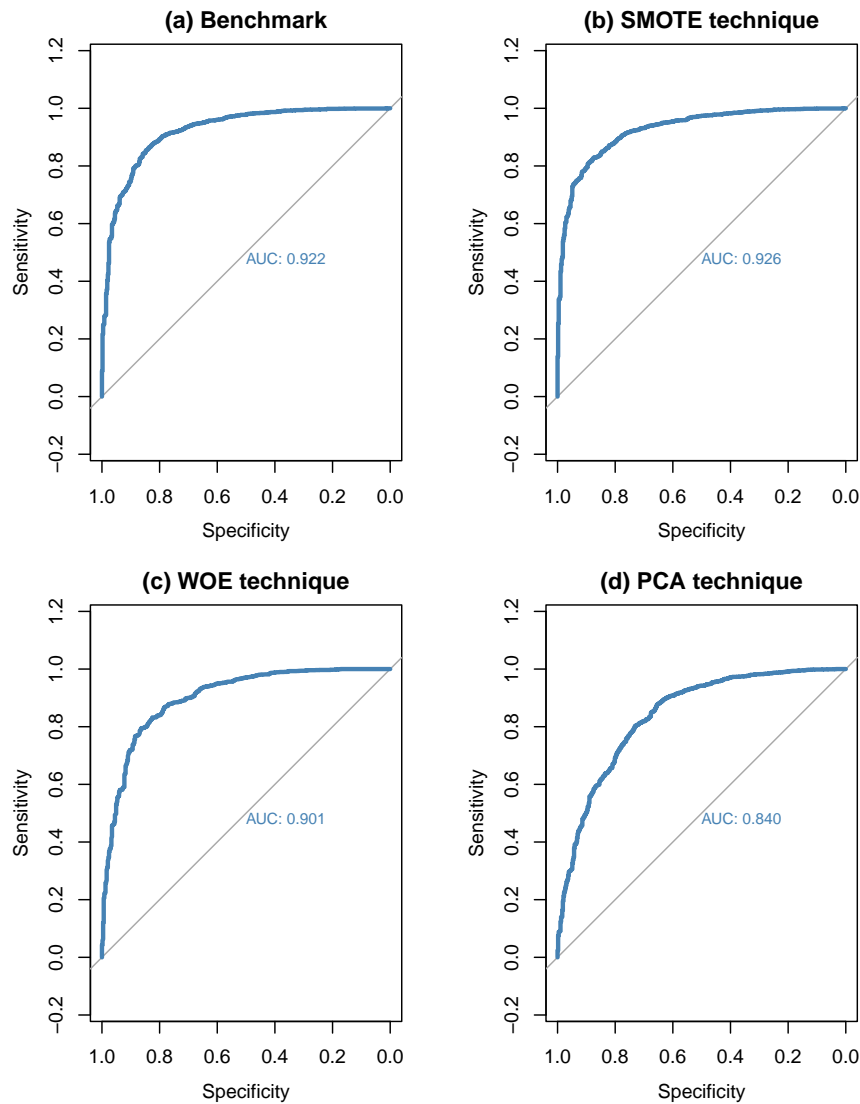 (a) Benchmark
1.2
1.0
0.8
0.6
0.4
0.2
0.0
−0.2
Sensitivity
AUC: 0.922
1.0 0.8 0.6 0.4 0.2 0.0
Specificity
(b) SMOTE technique
1.2
1.0
0.8
0.6
0.4
0.2
0.0
−0.2
Sensitivity
AUC: 0.926
1.0 0.8 0.6 0.4 0.2 0.0
Specificity
(c) WOE technique
1.2
1.0
0.8
0.6
0.4
0.2
0.0
−0.2
Sensitivity
AUC: 0.901
1.0 0.8 0.6 0.4 0.2 0.0
Specificity
(d) PCA technique
1.2
1.0
0.8
0.6
0.4
0.2
0.0
−0.2
Sensitivity
AUC: 0.840
1.0 0.8 0.6 0.4 0.2 0.0
Specificity